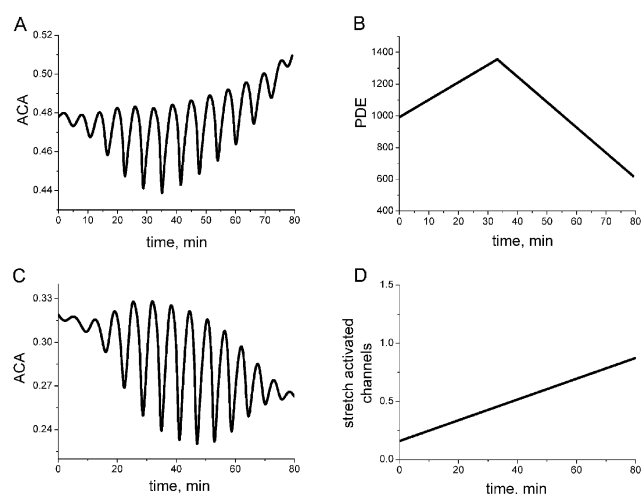 A
ACA
0.52
0.50
0.48
0.46
0.44
0 10 20 30 40 50 60 70 80
time, min
B
PDE
1400
1200
1000
800
600
400
0 10 20 30 40 50 60 70 80
time, min
C
ACA
0.33
0.30
0.27
0.24
0 20 40 60 80
time, min
D
stretch activated
channels
1.5
1.0
0.5
0.0
0 20 40 60 80
time, min